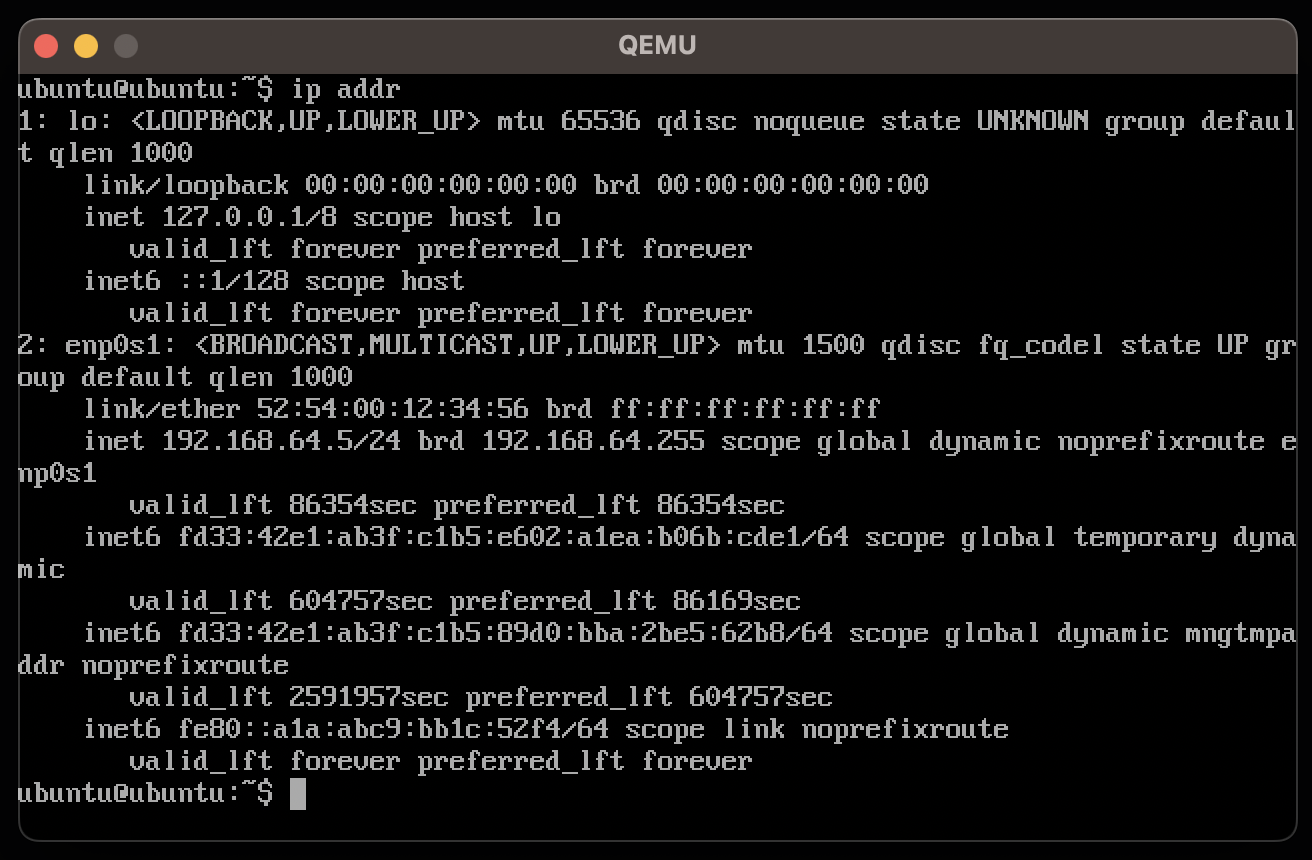 QEMU
ubuntu@ubuntu:~$ ip addr
1: lo: <LOOPBACK,UP,LOWER_UP> mtu 65536 qdisc noqueue state UNKNOWN group defaul
t qlen 1000
    link/loopback 00:00:00:00:00:00 brd 00:00:00:00:00:00
    inet 127.0.0.1/8 scope host lo
       valid_lft forever preferred_lft forever
    inet6 ::1/128 scope host
       valid_lft forever preferred_lft forever
2: enp0s1: <BROADCAST,MULTICAST,UP,LOWER_UP> mtu 1500 qdisc fq_codel state UP gr
oup default qlen 1000
    link/ether 52:54:00:12:34:56 brd ff:ff:ff:ff:ff:ff
    inet 192.168.64.5/24 brd 192.168.64.255 scope global dynamic noprefixroute e
np0s1
       valid_lft 86354sec preferred_lft 86354sec
    inet6 fd33:42e1:ab3f:c1b5:e602:a1ea:b06b:cde1/64 scope global temporary dyna
mic
       valid_lft 604757sec preferred_lft 86169sec
    inet6 fd33:42e1:ab3f:c1b5:89d0:bba:2be5:62b8/64 scope global dynamic mngtmpa
ddr noprefixroute
       valid_lft 2591957sec preferred_lft 604757sec
    inet6 fe80::a1a:abc9:bb1c:52f4/64 scope link noprefixroute
       valid_lft forever preferred_lft forever
ubuntu@ubuntu:~$